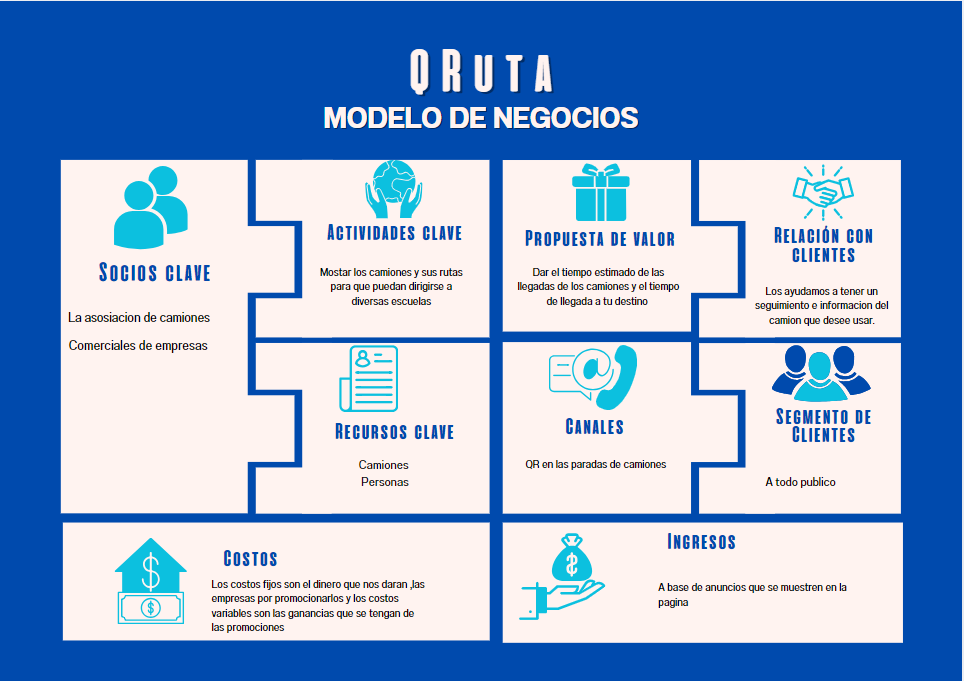 QRUTA
MODELO DE NEGOCIOS
SOCIOS CLAVE
La asosiacion de camiones
Comerciales de empresas
ACTIVIDADES CLAVE
Mostar los camiones y sus rutas
para que puedan dirigirse a
diversas escuelas
RECURSOS CLAVE
Camiones
Personas
PROPUESTA DE VALOR
Dar el tiempo estimado de las
llegadas de los camiones y el tiempo
de llegada a tu destino
CANALES
QR en las paradas de camiones
RELACIÓN CON
CLIENTES
Los ayudamos a tener un
seguimiento e informacion del
camion que desee usar.
SEGMENTO DE
CLIENTES
A todo publico
COSTOS
Los costos fijos son el dinero que nos daran ,las
empresas por promocionarlos y los costos
variables son las ganancias que se tengan de
las promociones
INGRESOS
A base de anuncios que se muestren en la
pagina